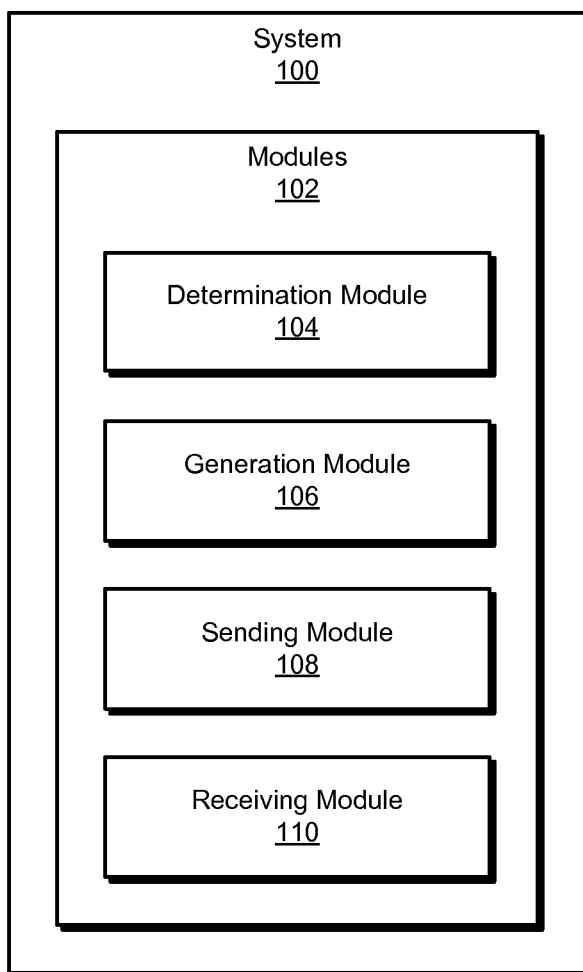 System
100
Modules
102
Determination Module
104
Generation Module
106
Sending Module
108
Receiving Module
110